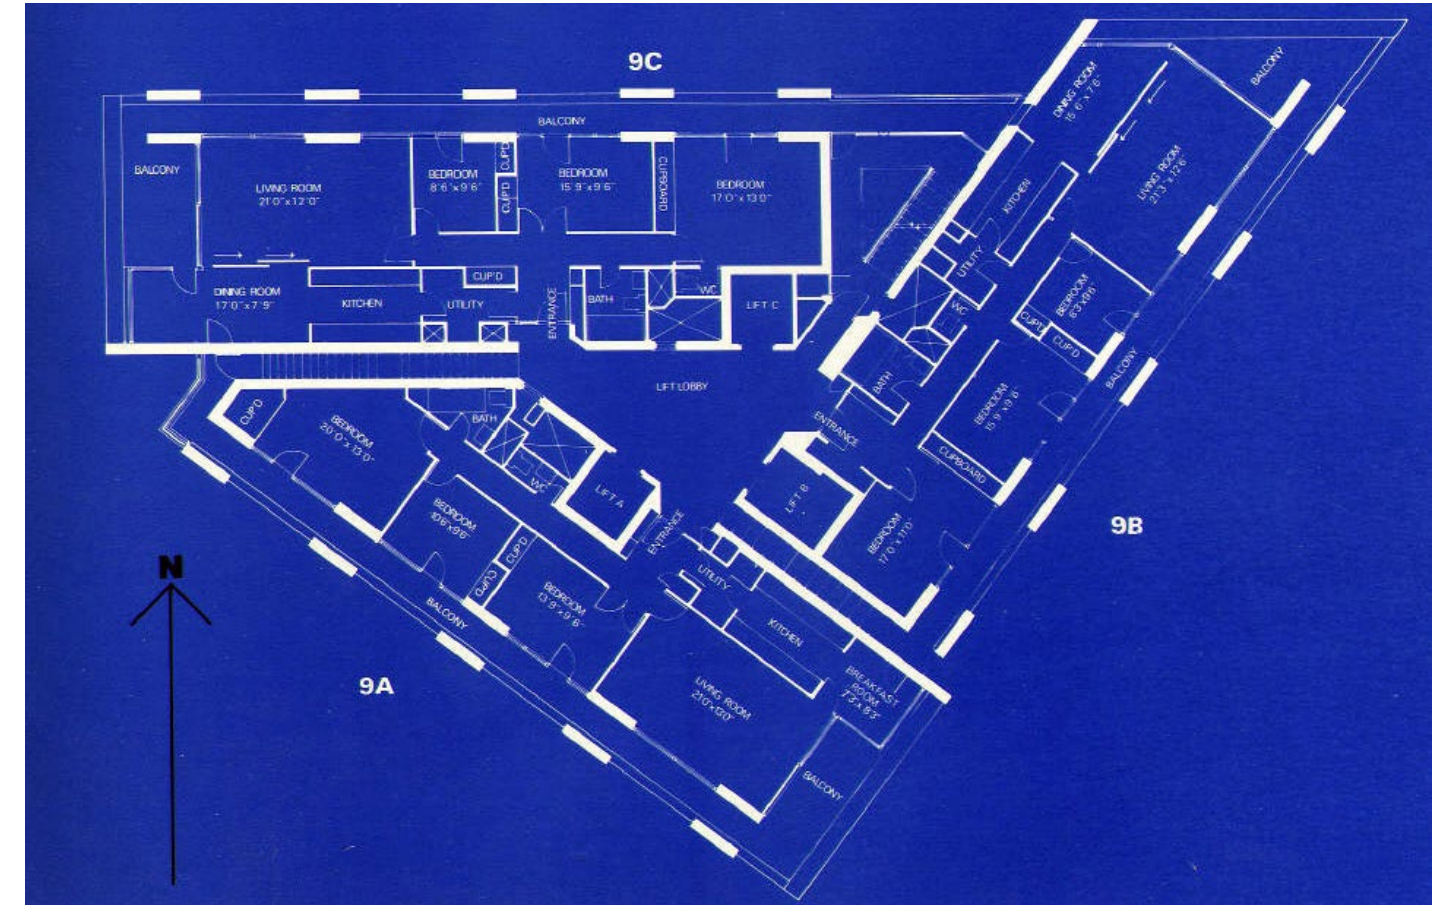 9C
BALCONY
BALCONY
LIVING ROOM
21'0" x 12'0"
BEDROOM
8'6" x 9'6"
CUP'D
CUP'D
BEDROOM
15'9" x 9'6"
CUPBOARD
BEDROOM
17'0" x 13'0"
DINING ROOM
17'0" x 7'9"
KITCHEN
UTILITY
CUP'D
ENTRANCE
BATH
WC
LIFT C
LIFT LOBBY
DINING ROOM
15'6" x 7'6"
BALCONY
LIVING ROOM
21'3" x 12'6"
KITCHEN
UTILITY
WC
BEDROOM
8'3" x 9'6"
CUP'D
CUP'D
BALCONY
BATH
BEDROOM
15'9" x 9'6"
CUPBOARD
ENTRANCE
LIFT B
BEDROOM
17'0" x 11'0"
9B
CUP'D
BEDROOM
20'0" x 13'0"
BATH
WC
LIFT A
ENTRANCE
BEDROOM
10'6" x 9'6"
CUP'D
CUP'D
BEDROOM
13'9" x 9'6"
UTILITY
KITCHEN
BALCONY
LIVING ROOM
21'0" x 13'0"
BREAKFAST
ROOM
7'3" x 8'3"
BALCONY
9A
N